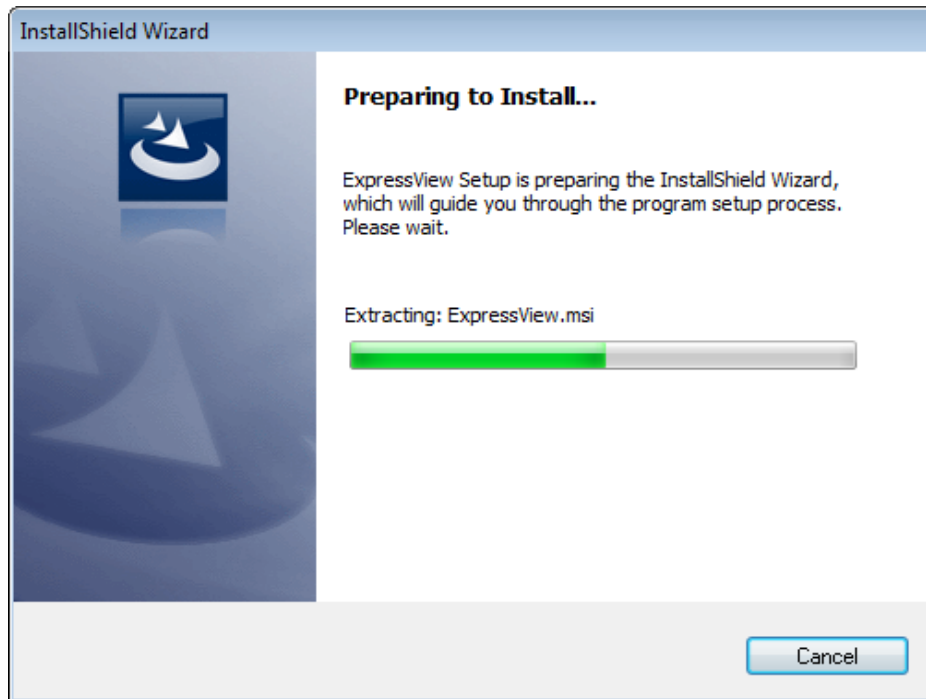 InstallShield Wizard
Preparing to Install...
ExpressView Setup is preparing the InstallShield Wizard,
which will guide you through the program setup process.
Please wait.
Extracting: ExpressView.msi
Cancel